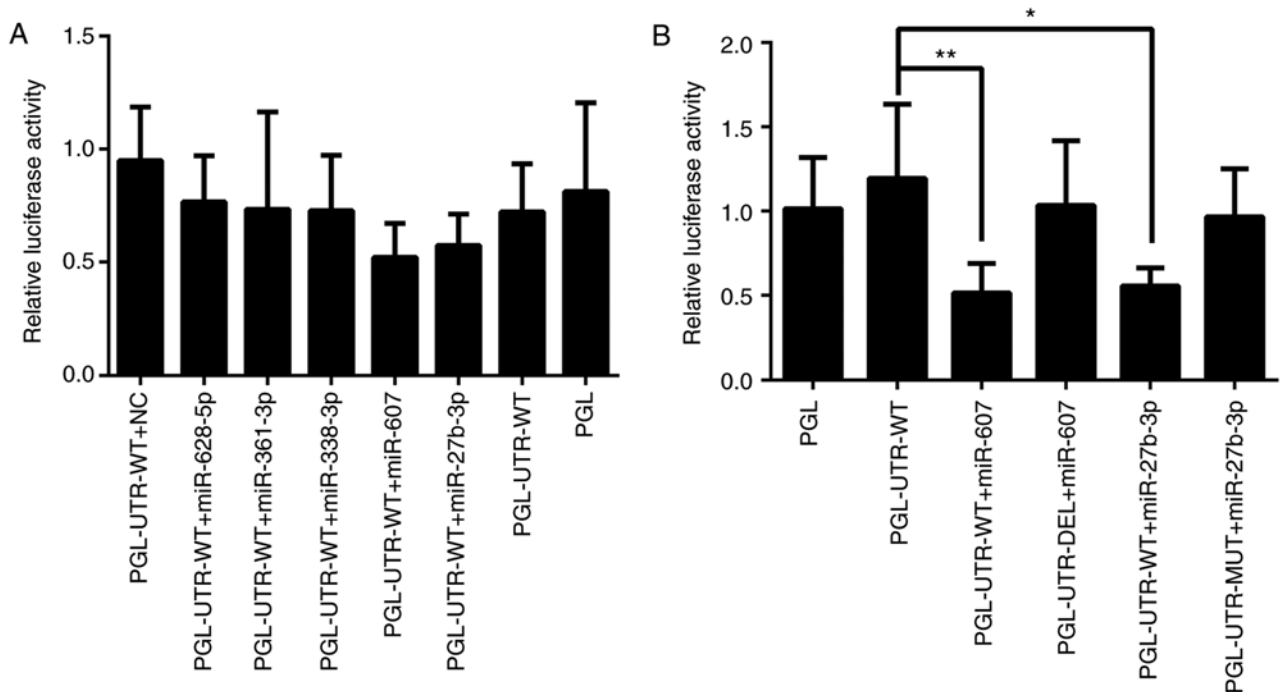 A
Relative luciferase activity
1.5
1.0
0.5
0.0
PGL-UTR-WT+NC
PGL-UTR-WT+miR-628-5p
PGL-UTR-WT+miR-361-3p
PGL-UTR-WT+miR-338-3p
PGL-UTR-WT+miR-607
PGL-UTR-WT+miR-27b-3p
PGL-UTR-WT
PGL
B
Relative luciferase activity
2.0
1.5
1.0
0.5
0.0
*
**
PGL
PGL-UTR-WT
PGL-UTR-WT+miR-607
PGL-UTR-DEL+miR-607
PGL-UTR-WT+miR-27b-3p
PGL-UTR-MUT+miR-27b-3p